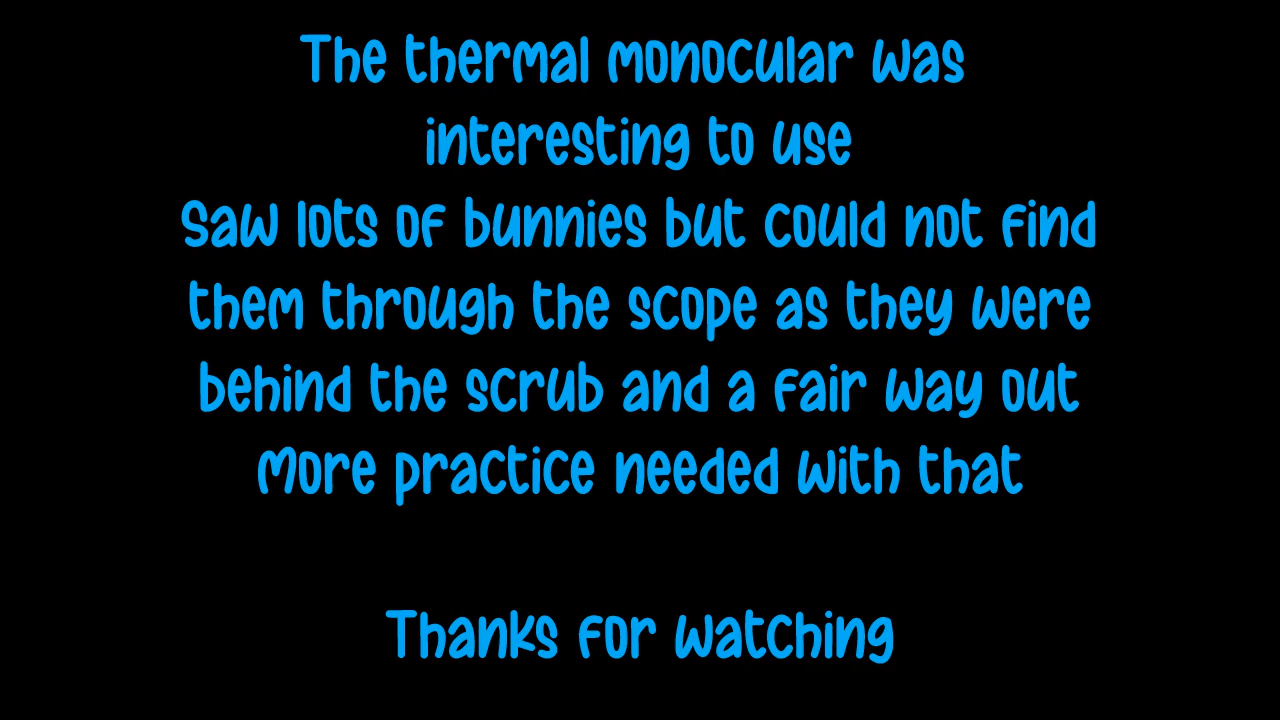 The thermal monocular was
interesting to use
Saw lots of bunnies but could not find
them through the scope as they were
behind the scrub and a fair way out
More practice needed with that
Thanks for watching